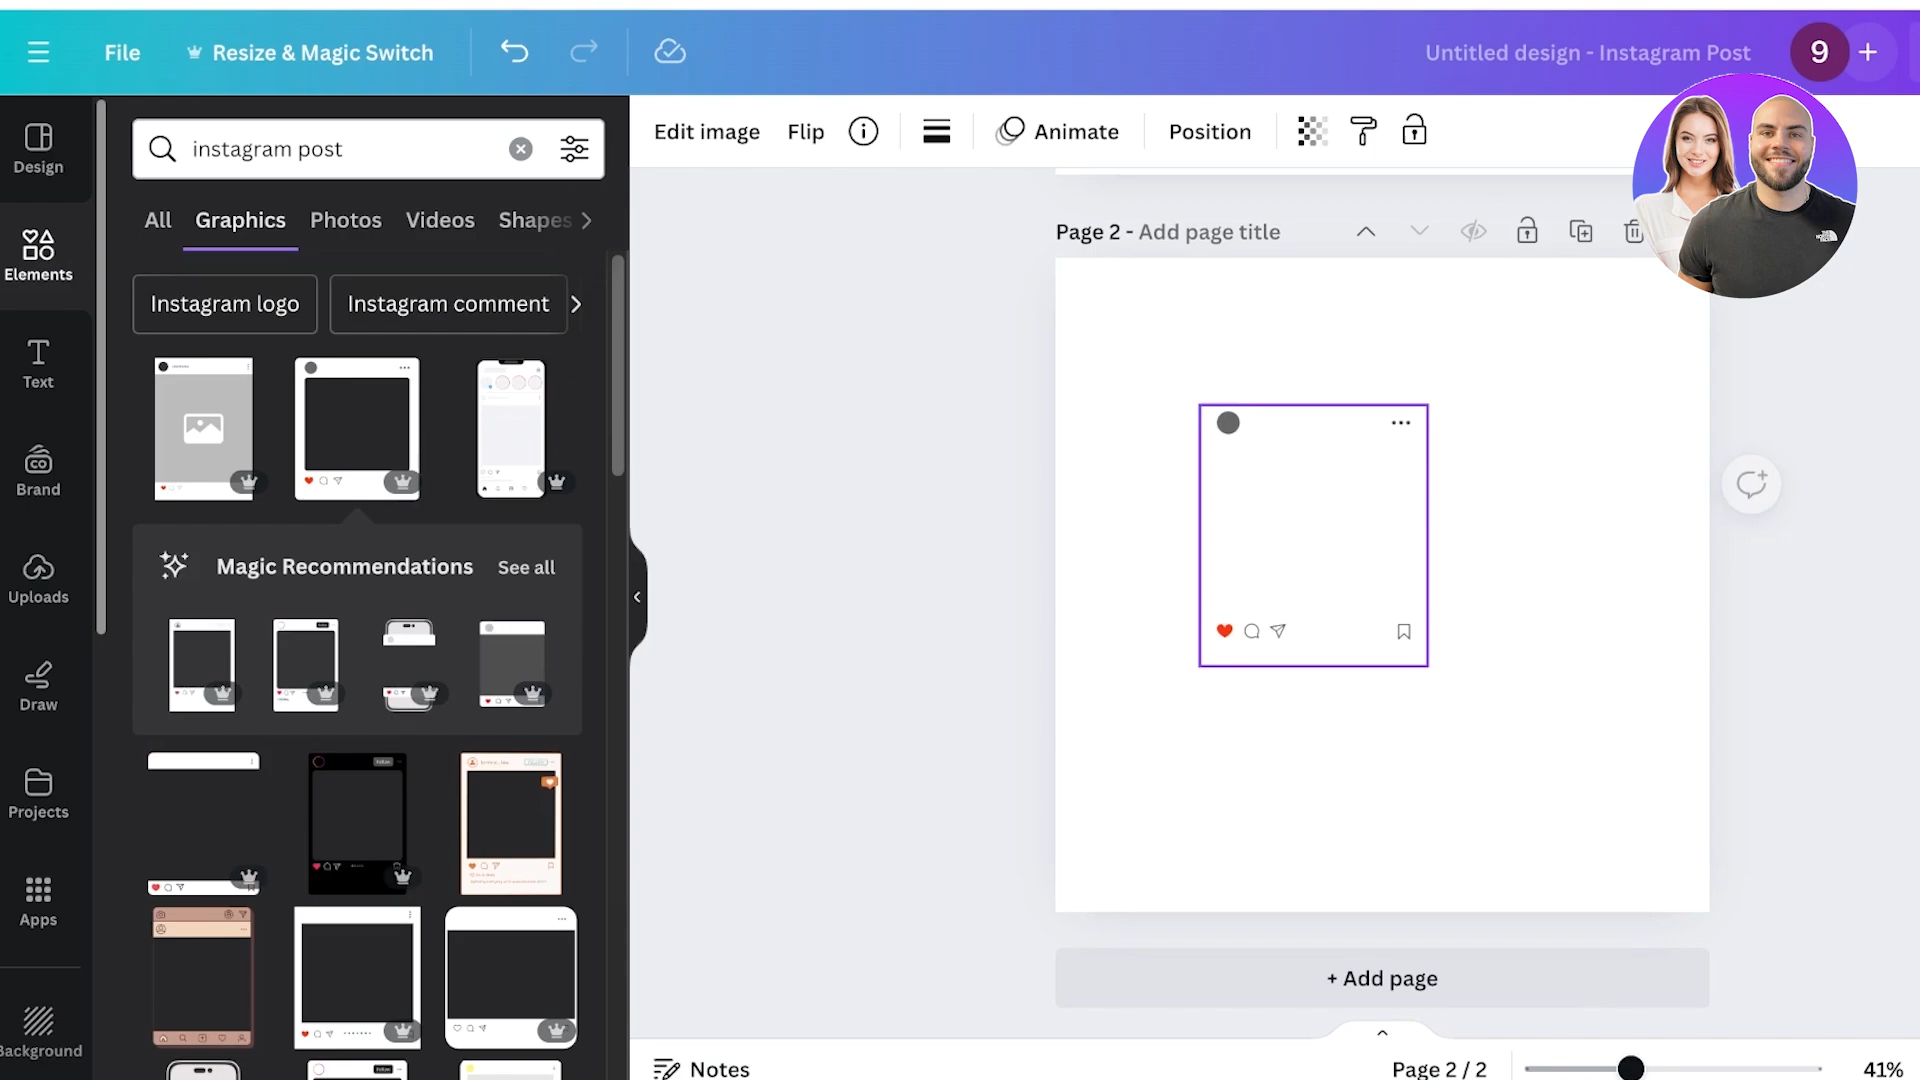 File
Resize & Magic Switch
Untitled design - Instagram Post
9
Design
Elements
Text
Brand
Uploads
Draw
Projects
Apps
Background
instagram post
All
Graphics
Photos
Videos
Shapes
Instagram logo
Instagram comment
Magic Recommendations
See all
Edit image
Flip
Animate
Position
Page 2 - Add page title
+ Add page
Notes
Page 2 / 2
41%